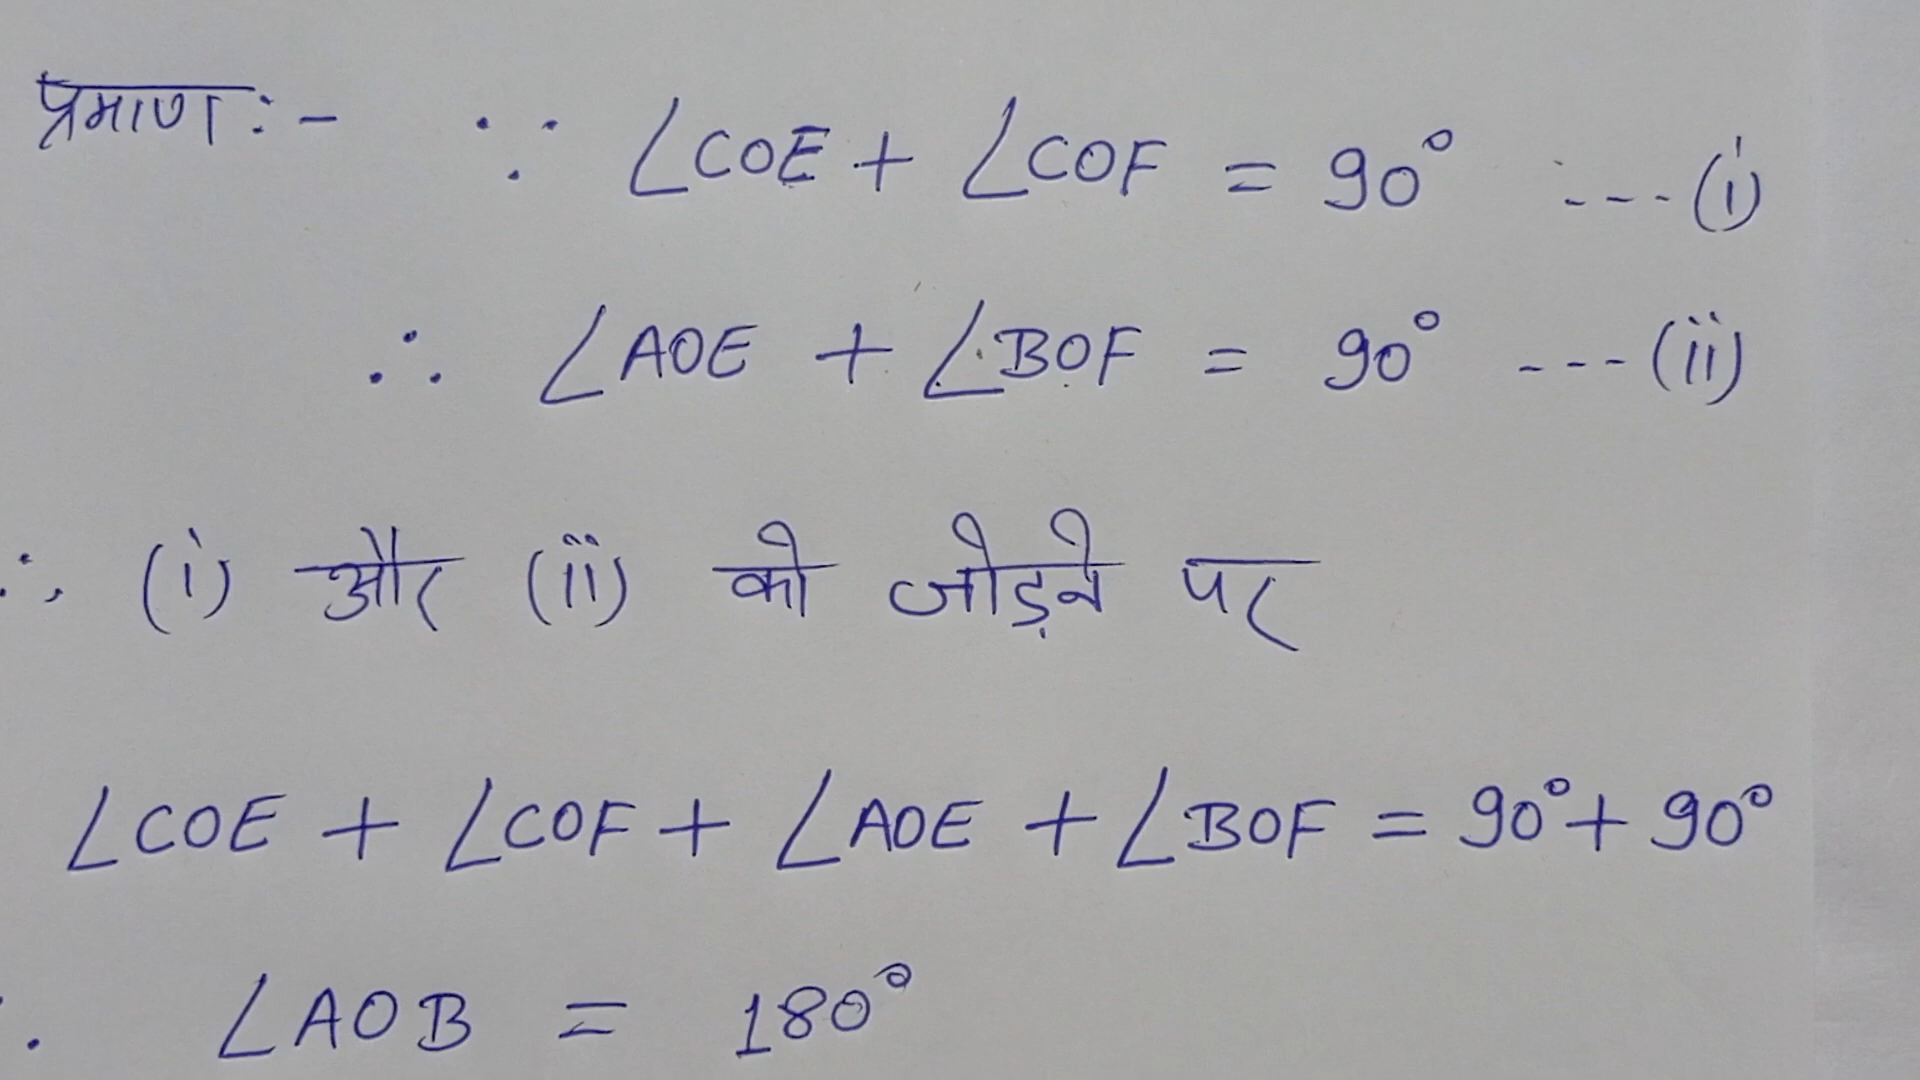 प्रमाण:- ∵ ∠COE + ∠COF = 90° ---(i)
∴ ∠AOE + ∠BOF = 90° ---(ii)
∴ (i) और (ii) को जोड़ने पर
∠COE + ∠COF + ∠AOE + ∠BOF = 90° + 90°
∴ ∠AOB = 180°